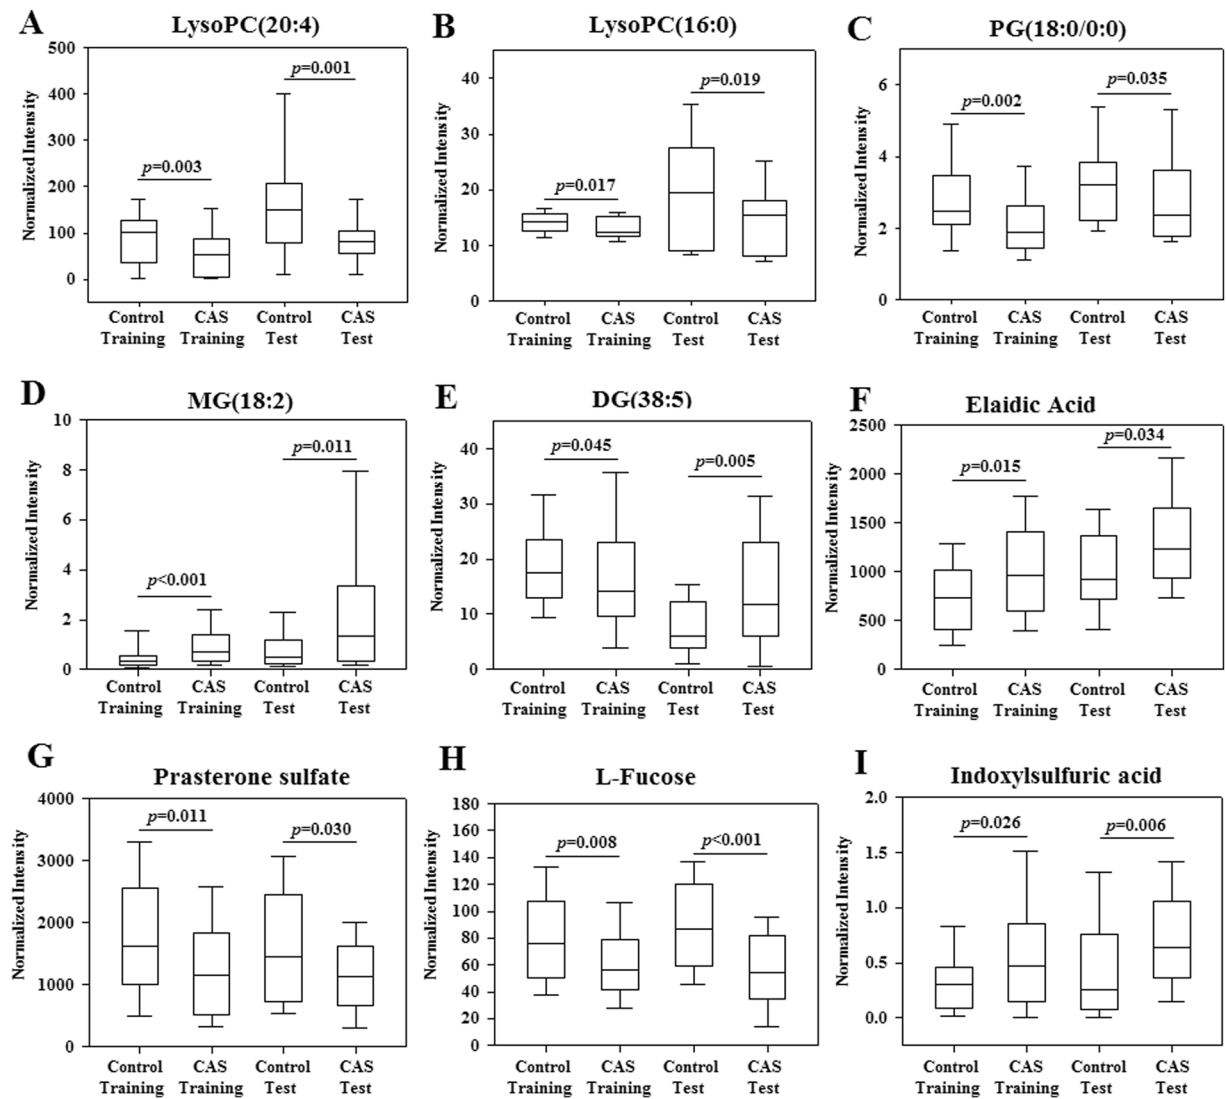 A
LysoPC(20:4)
Normalized Intensity
500
400
300
200
100
0
p=0.003
p=0.001
Control Training
CAS Training
Control Test
CAS Test
B
LysoPC(16:0)
Normalized Intensity
40
30
20
10
0
p=0.017
p=0.019
Control Training
CAS Training
Control Test
CAS Test
C
PG(18:0/0:0)
Normalized Intensity
6
4
2
0
p=0.002
p=0.035
Control Training
CAS Training
Control Test
CAS Test
D
MG(18:2)
Normalized Intensity
10
8
6
4
2
0
p<0.001
p=0.011
Control Training
CAS Training
Control Test
CAS Test
E
DG(38:5)
Normalized Intensity
40
30
20
10
0
p=0.045
p=0.005
Control Training
CAS Training
Control Test
CAS Test
F
Elaidic Acid
Normalized Intensity
2500
2000
1500
1000
500
0
p=0.015
p=0.034
Control Training
CAS Training
Control Test
CAS Test
G
Prasterone sulfate
Normalized Intensity
4000
3000
2000
1000
0
p=0.011
p=0.030
Control Training
CAS Training
Control Test
CAS Test
H
L-Fucose
Normalized Intensity
180
160
140
120
100
80
60
40
20
0
p=0.008
p<0.001
Control Training
CAS Training
Control Test
CAS Test
I
Indoxylsulfuric acid
Normalized Intensity
2.0
1.5
1.0
0.5
0.0
p=0.026
p=0.006
Control Training
CAS Training
Control Test
CAS Test